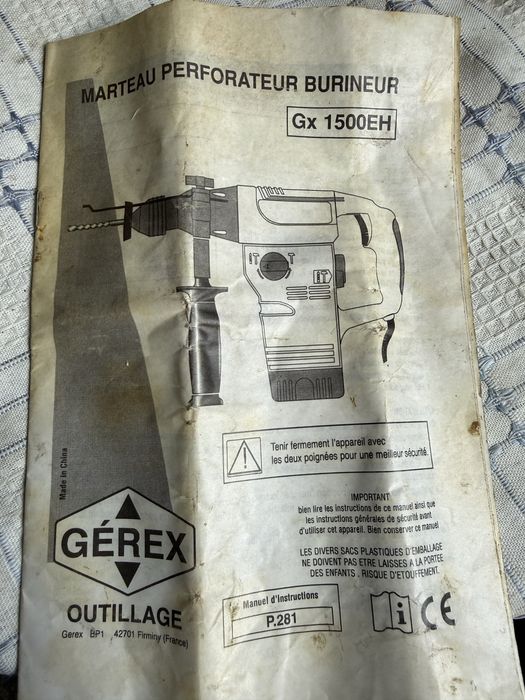 MARTEAU PERFORATEUR BURINEUR
Gx 1500EH
T
T
Tenir fermement l'appareil avec
les deux poignées pour une meilleur sécurité.
Made in China
IMPORTANT
bien lire les instructions de ce manuel ainsi que
les instructions générales de sécurité avant
d'utiliser cet appareil. Bien conserver ce manuel
LES DIVERS SACS PLASTIQUES D'EMBALLAGE
NE DOIVENT PAS ETRE LAISSES A LA PORTEE
DES ENFANTS , RISQUE D'ETOUFFEMENT.
GÉREX
OUTILLAGE
Gerex BP1 42701 Firminy (France)
Manuel d'instructions
P.281
i
CE